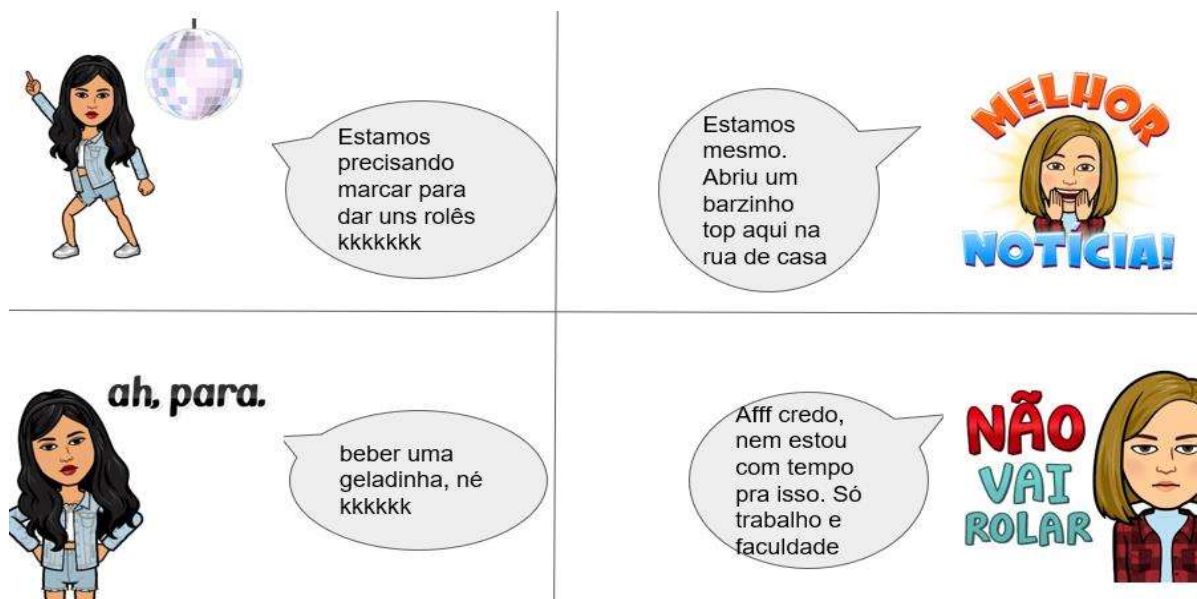 Estamos
precisando
marcar para
dar uns rolês
kkkkkkk
Estamos
mesmo.
Abriu um
barzinho
top aqui na
rua de casa
MELHOR
NOTÍCIA!
ah, para.
beber uma
geladinha, né
kkkkkk
Afff credo,
nem estou
com tempo
pra isso. Só
trabalho e
faculdade
NÃO
VAI
ROLAR